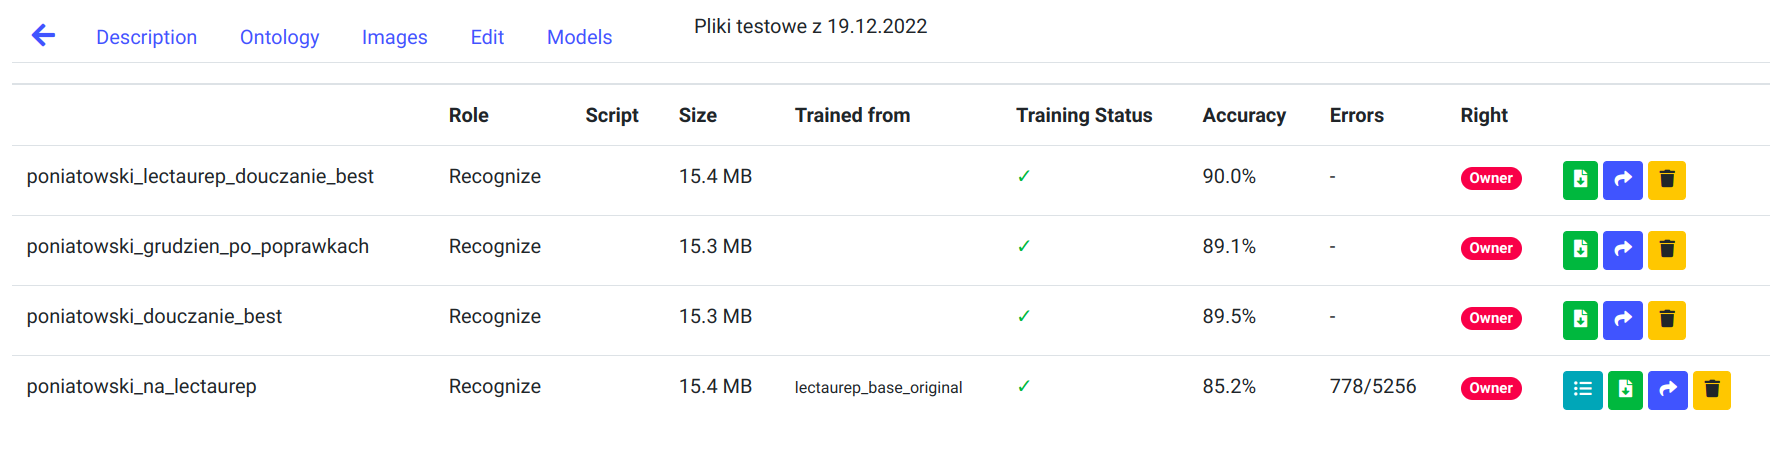 Description Ontology Images Edit Models Pliki testowe z 19.12.2022
Role Script Size Trained from Training Status Accuracy Errors Right
poniatowski_lectaurep_douczanie_best Recognize 15.4 MB ✓ 90.0% - Owner
poniatowski_grudzien_po_poprawkach Recognize 15.3 MB ✓ 89.1% - Owner
poniatowski_douczanie_best Recognize 15.3 MB ✓ 89.5% - Owner
poniatowski_na_lectaurep Recognize 15.4 MB lectaurep_base_original ✓ 85.2% 778/5256 Owner